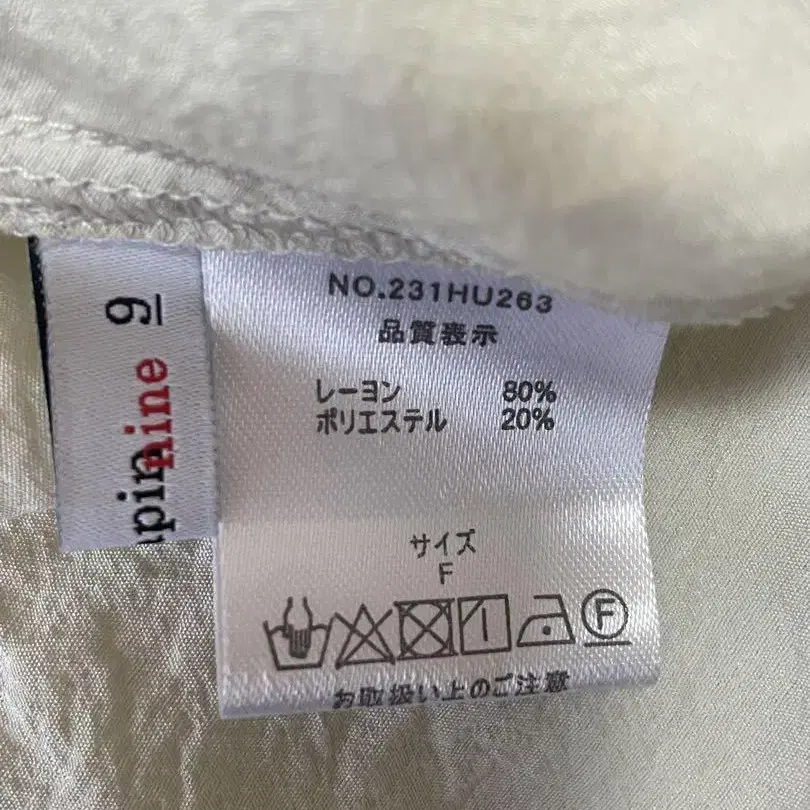 NO.231HU263
品質表示
レーヨン 80%
ポリエステル 20%
サイズ
F
F
お取扱い上のご注意
pin
nine
9